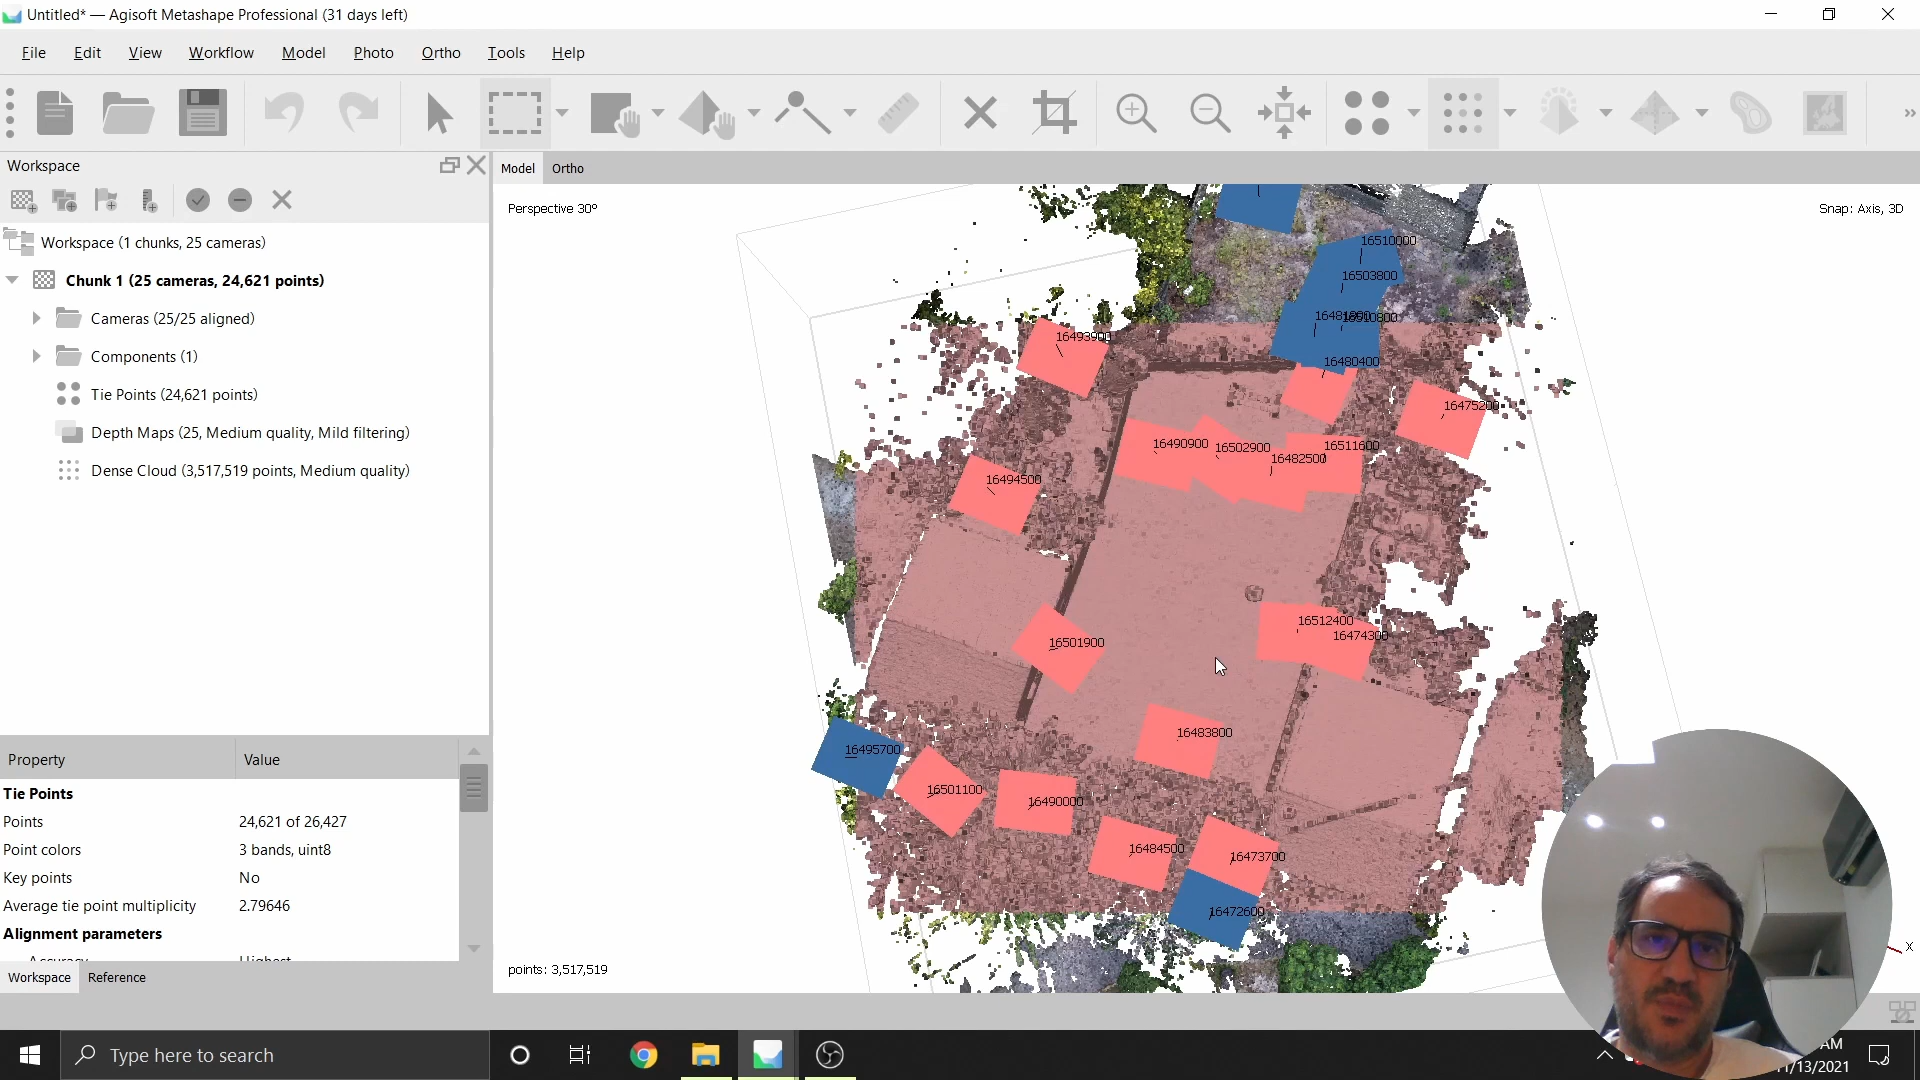 Untitled* — Agisoft Metashape Professional (31 days left)
File Edit View Workflow Model Photo Ortho Tools Help
»
Workspace
Model Ortho
Perspective 30°
Snap: Axis, 3D
Workspace (1 chunks, 25 cameras)
Chunk 1 (25 cameras, 24,621 points)
Cameras (25/25 aligned)
Components (1)
Tie Points (24,621 points)
Depth Maps (25, Medium quality, Mild filtering)
Dense Cloud (3,517,519 points, Medium quality)
16510000
16503800
16480400
16493900
16475200
16490900
16502900
16511600
16482500
16494500
16512400
16474300
16501900
16483800
16495700
16501100
16490000
16484500
16473700
16472600
Property Value
Tie Points
Points 24,621 of 26,427
Point colors 3 bands, uint8
Key points No
Average tie point multiplicity 2.79646
Alignment parameters
Accuracy Highest
points: 3,517,519
X
Workspace Reference
Type here to search
AM
/13/2021